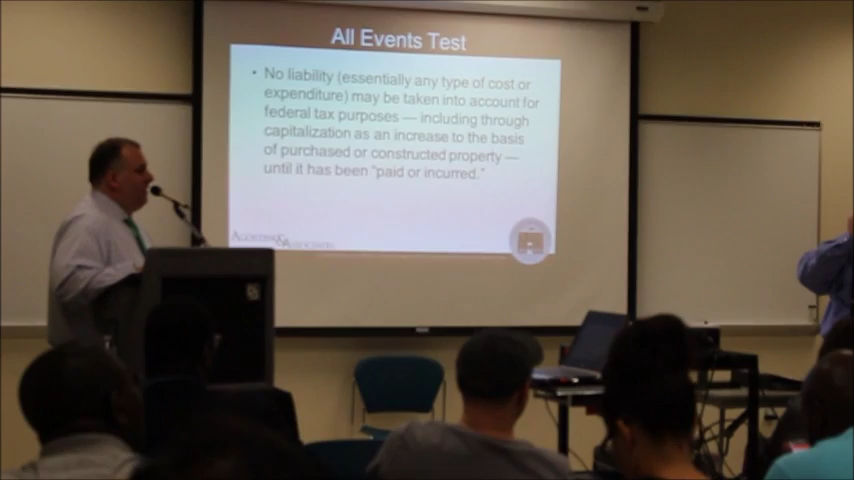 All Events Test
• No liability (essentially any type of cost or
expenditure) may be taken into account for
federal tax purposes — including through
capitalization as an increase to the basis
of purchased or constructed property —
until it has been "paid or incurred."